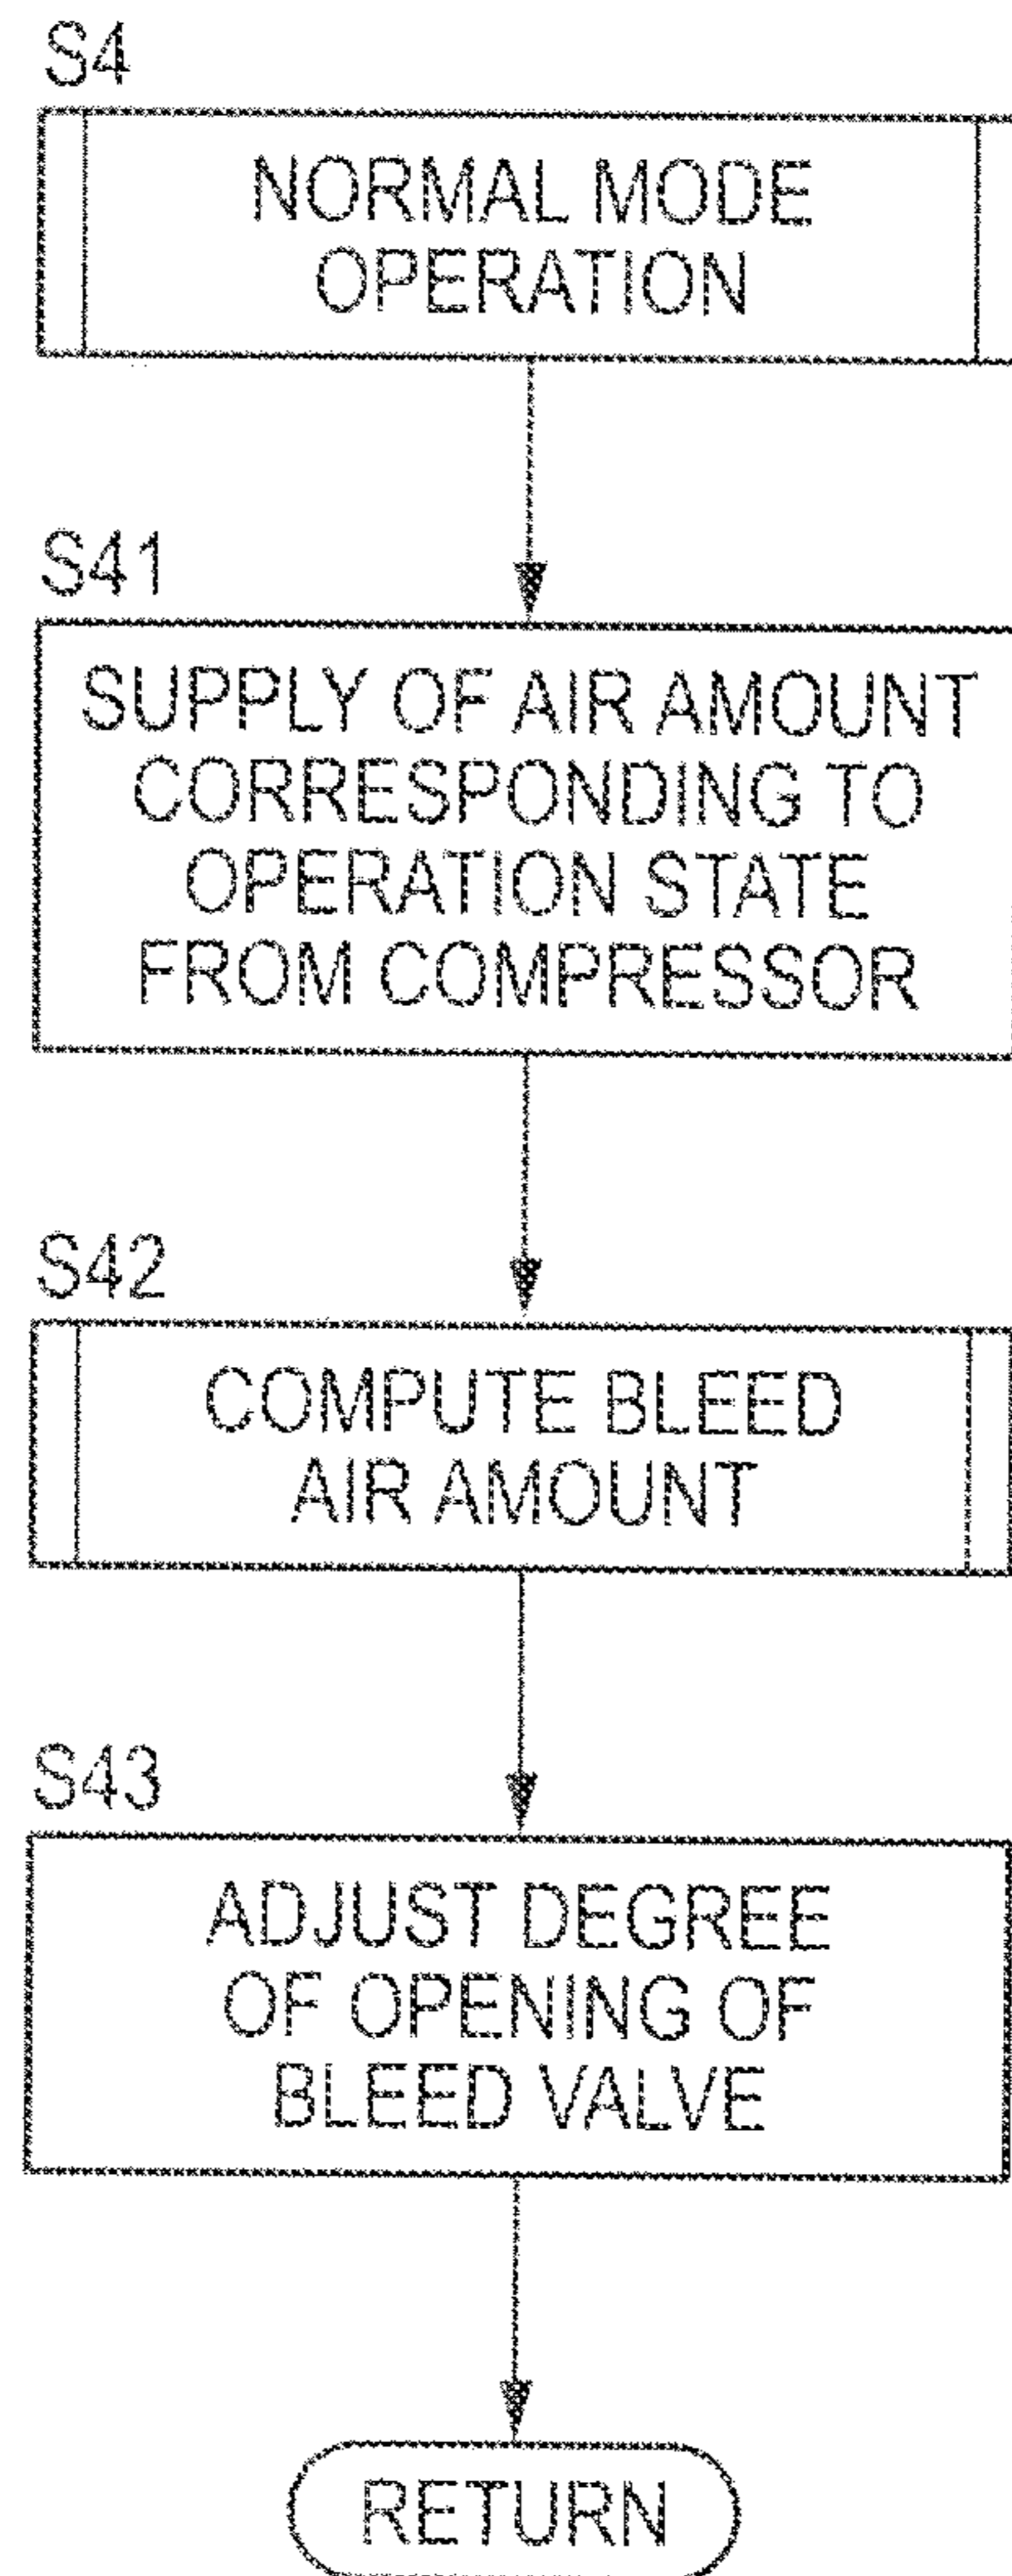 S4
NORMAL MODE
OPERATION
S41
SUPPLY OF AIR AMOUNT
CORRESPONDING TO
OPERATION STATE
FROM COMPRESSOR
S42
COMPUTE BLEED
AIR AMOUNT
S43
ADJUST DEGREE
OF OPENING OF
BLEED VALVE
RETURN